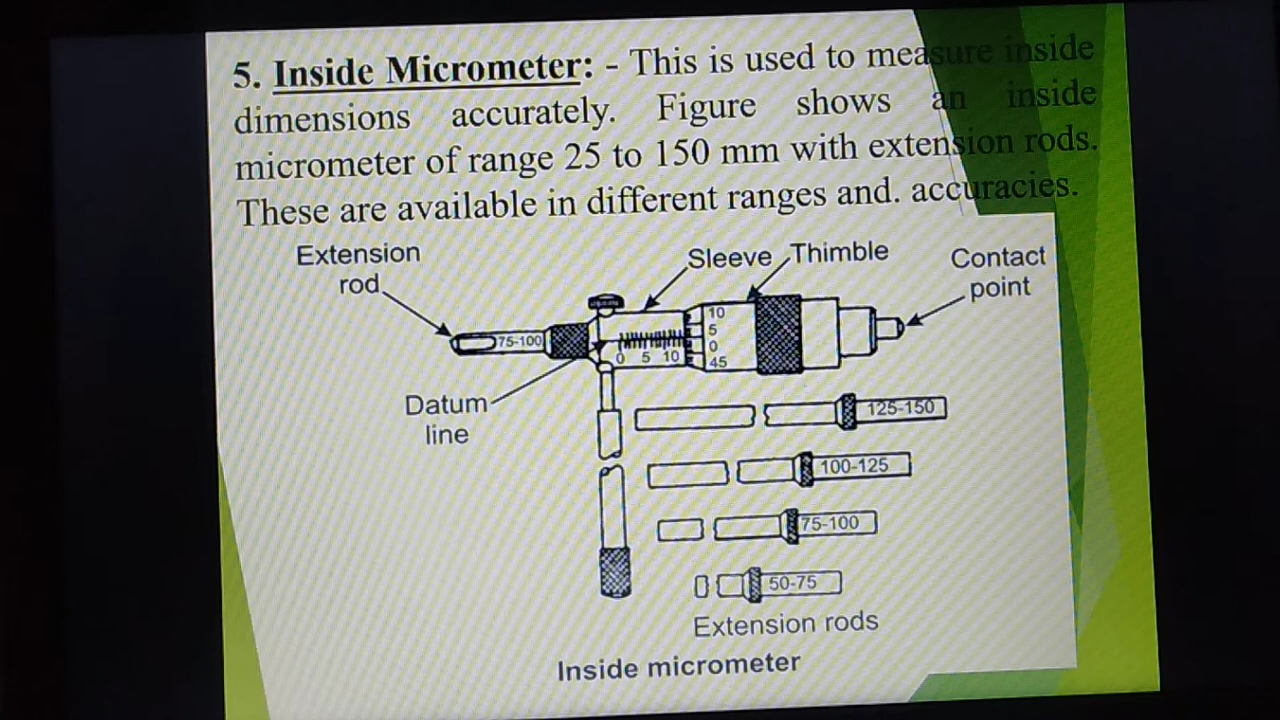 5. Inside Micrometer: - This is used to measure inside
dimensions accurately. Figure shows an inside
micrometer of range 25 to 150 mm with extension rods.
These are available in different ranges and. accuracies.
Extension
rod
Sleeve
Thimble
Contact
point
75-100
0 5 10
10
5
0
45
Datum
line
125-150
100-125
75-100
50-75
Extension rods
Inside micrometer